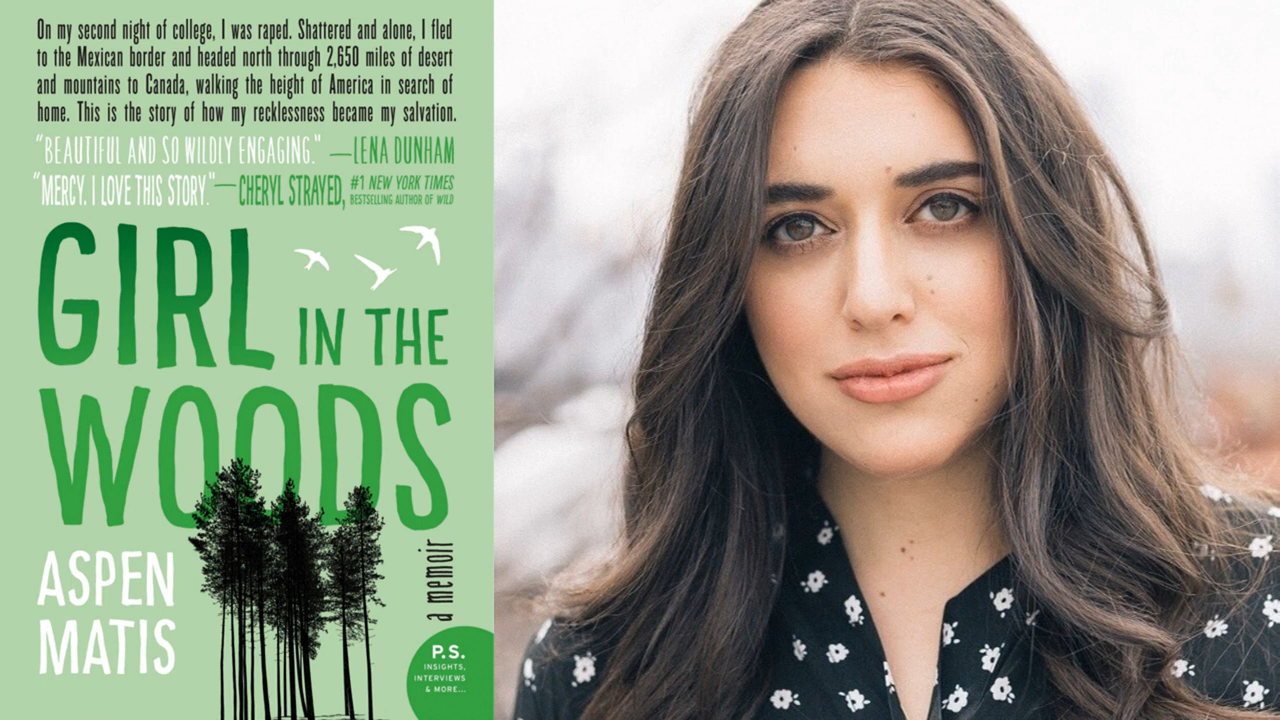 On my second night of college, I was raped. Shattered and alone, I fled
to the Mexican border and headed north through 2,650 miles of desert
and mountains to Canada, walking the height of America in search of
home. This is the story of how my recklessness became my salvation.
"BEAUTIFUL AND SO WILDLY ENGAGING." —LENA DUNHAM
"MERCY. I LOVE THIS STORY."—CHERYL STRAYED, #1 NEW YORK TIMES
BESTSELLING AUTHOR OF WILD
GIRL IN THE
WOODS
a memoir
ASPEN
MATIS
P.S.
INSIGHTS,
INTERVIEWS
& MORE...